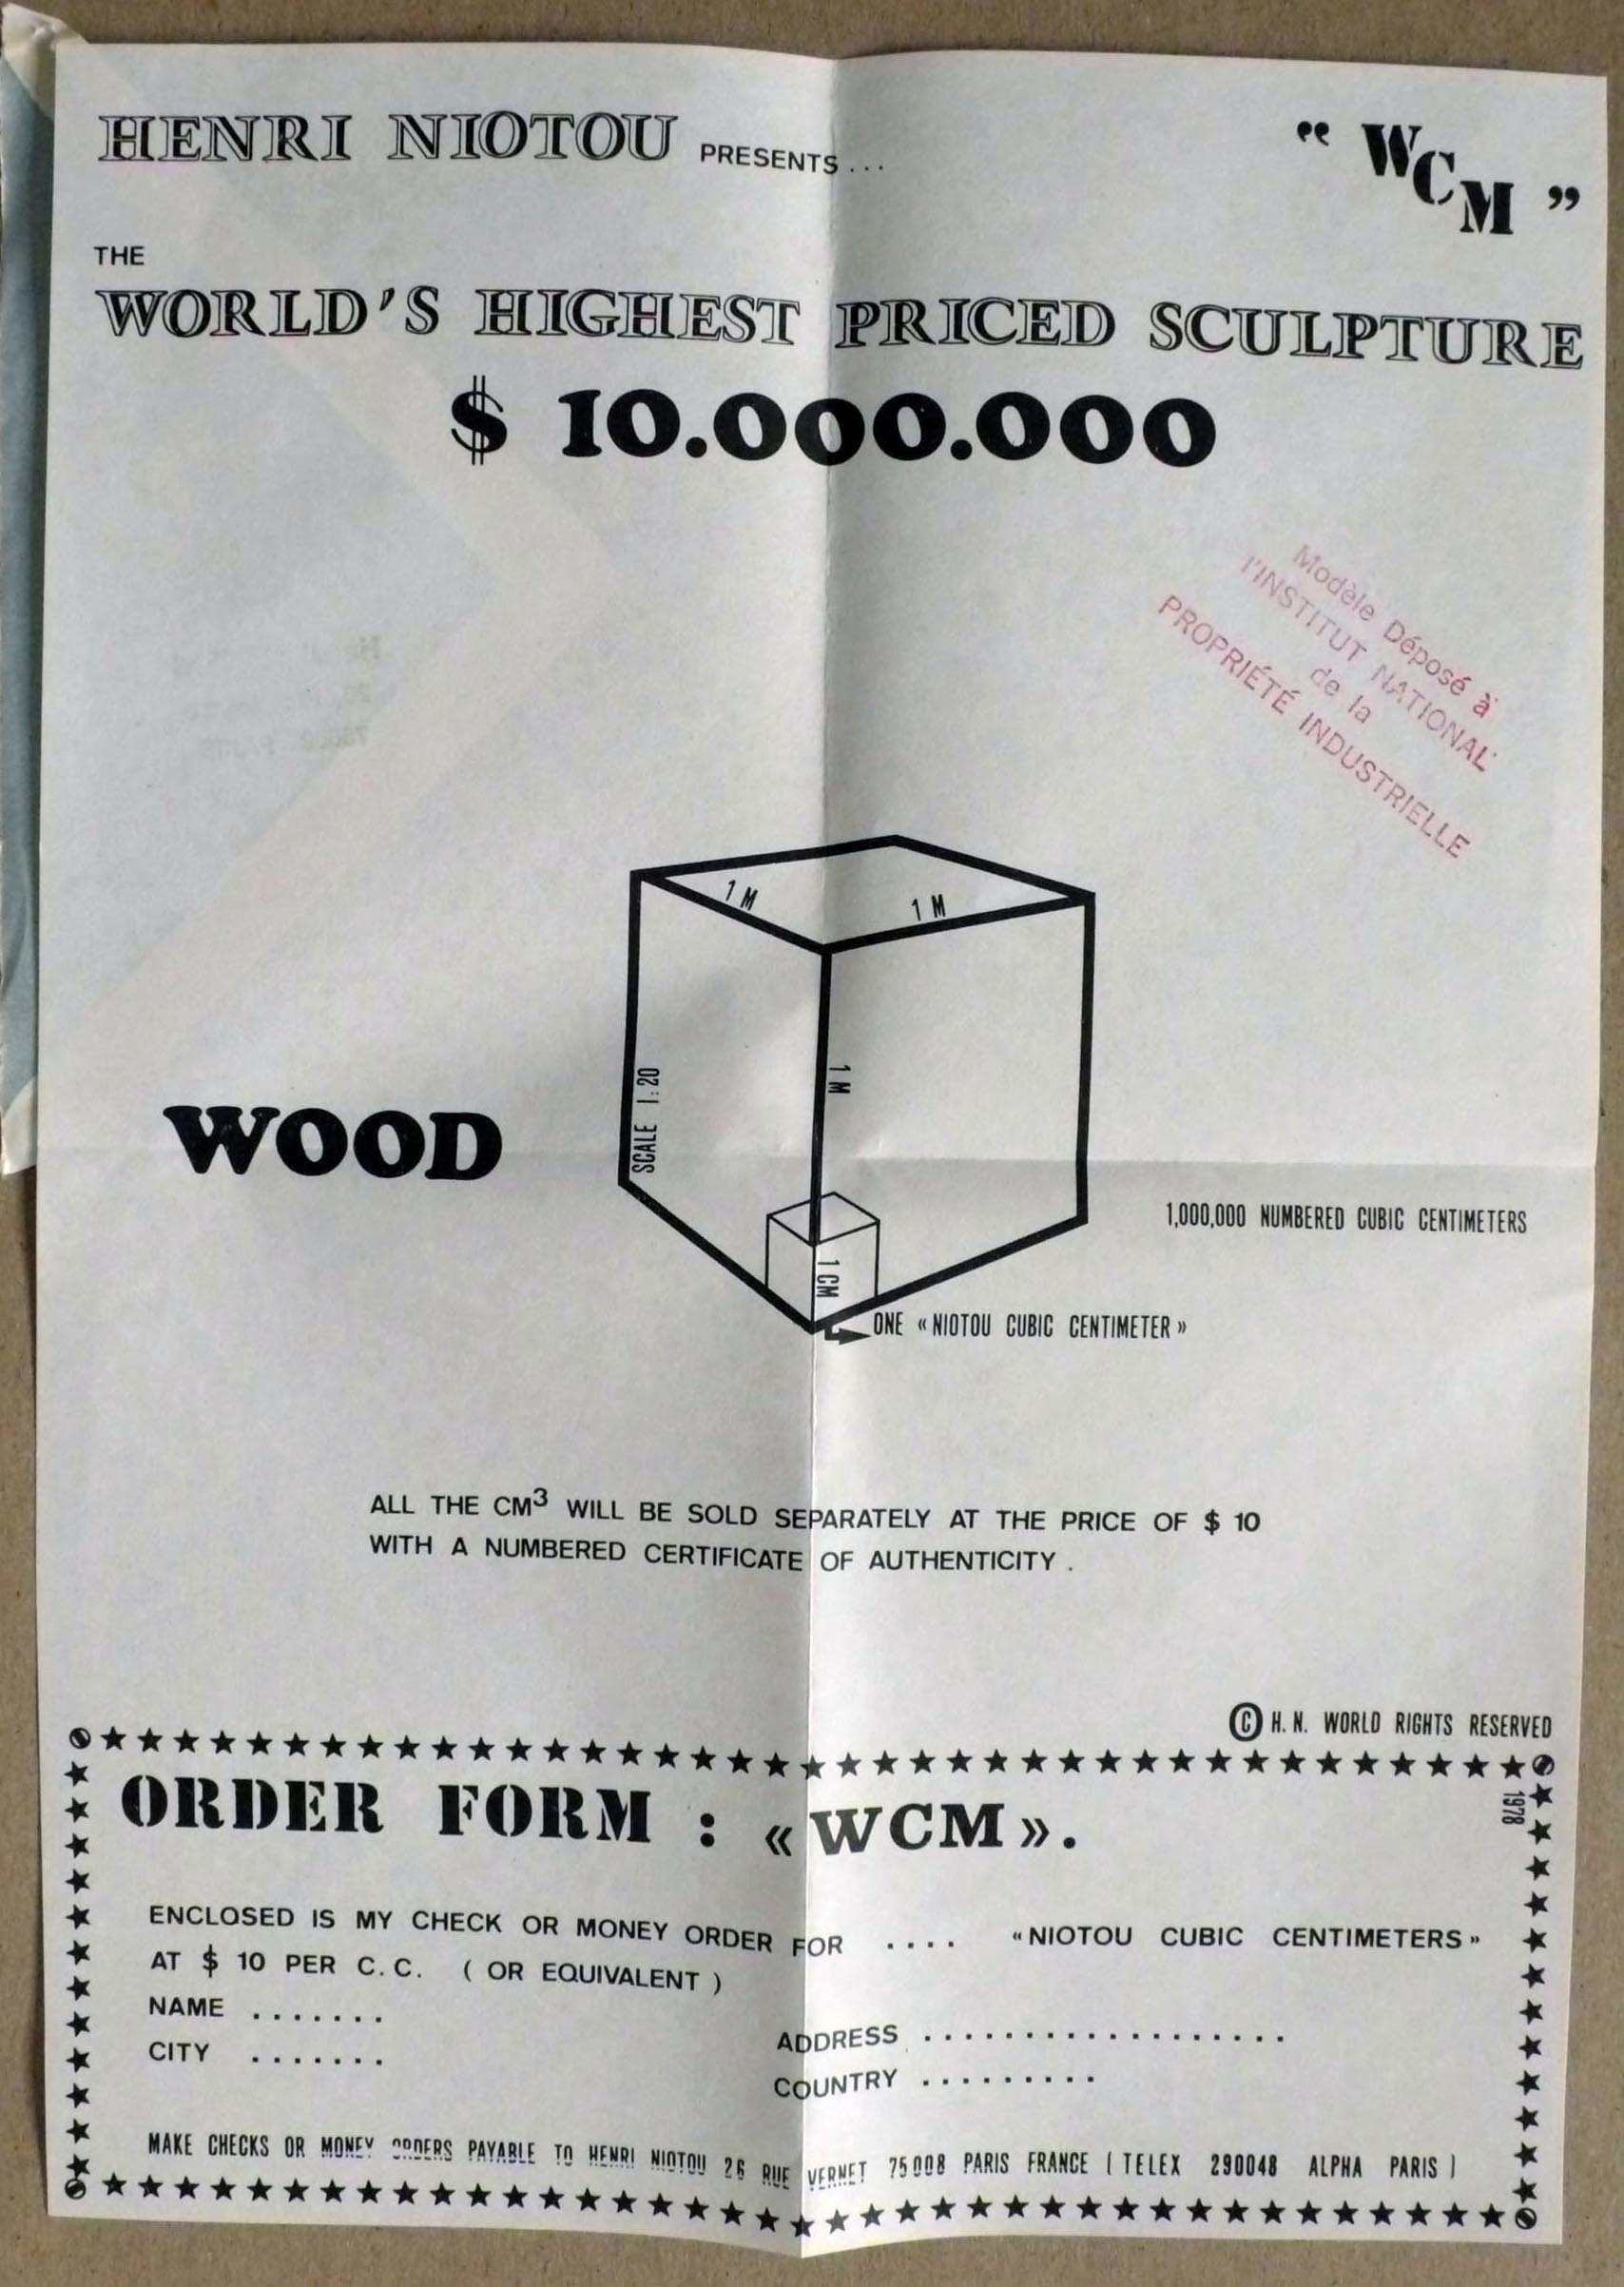 HENRI NIOTOU PRESENTS...
“ WCM ”
THE
WORLD'S HIGHEST PRICED SCULPTURE
$ 10.000.000
Modèle Déposé à
l'INSTITUT NATIONAL
de la
PROPRIÉTÉ INDUSTRIELLE
1 M
1 M
1 M
SCALE 1:20
WOOD
1,000,000 NUMBERED CUBIC CENTIMETERS
1 CM
ONE «NIOTOU CUBIC CENTIMETER»
ALL THE CM³ WILL BE SOLD SEPARATELY AT THE PRICE OF $ 10
WITH A NUMBERED CERTIFICATE OF AUTHENTICITY .
© H. N. WORLD RIGHTS RESERVED
1978
ORDER FORM : «WCM».
ENCLOSED IS MY CHECK OR MONEY ORDER FOR .... «NIOTOU CUBIC CENTIMETERS»
AT $ 10 PER C.C. ( OR EQUIVALENT )
NAME .......
ADDRESS ..................
CITY .......
COUNTRY .........
MAKE CHECKS OR MONEY ORDERS PAYABLE TO HENRI NIOTOU 26 RUE VERNET 75008 PARIS FRANCE ( TELEX 290048 ALPHA PARIS )